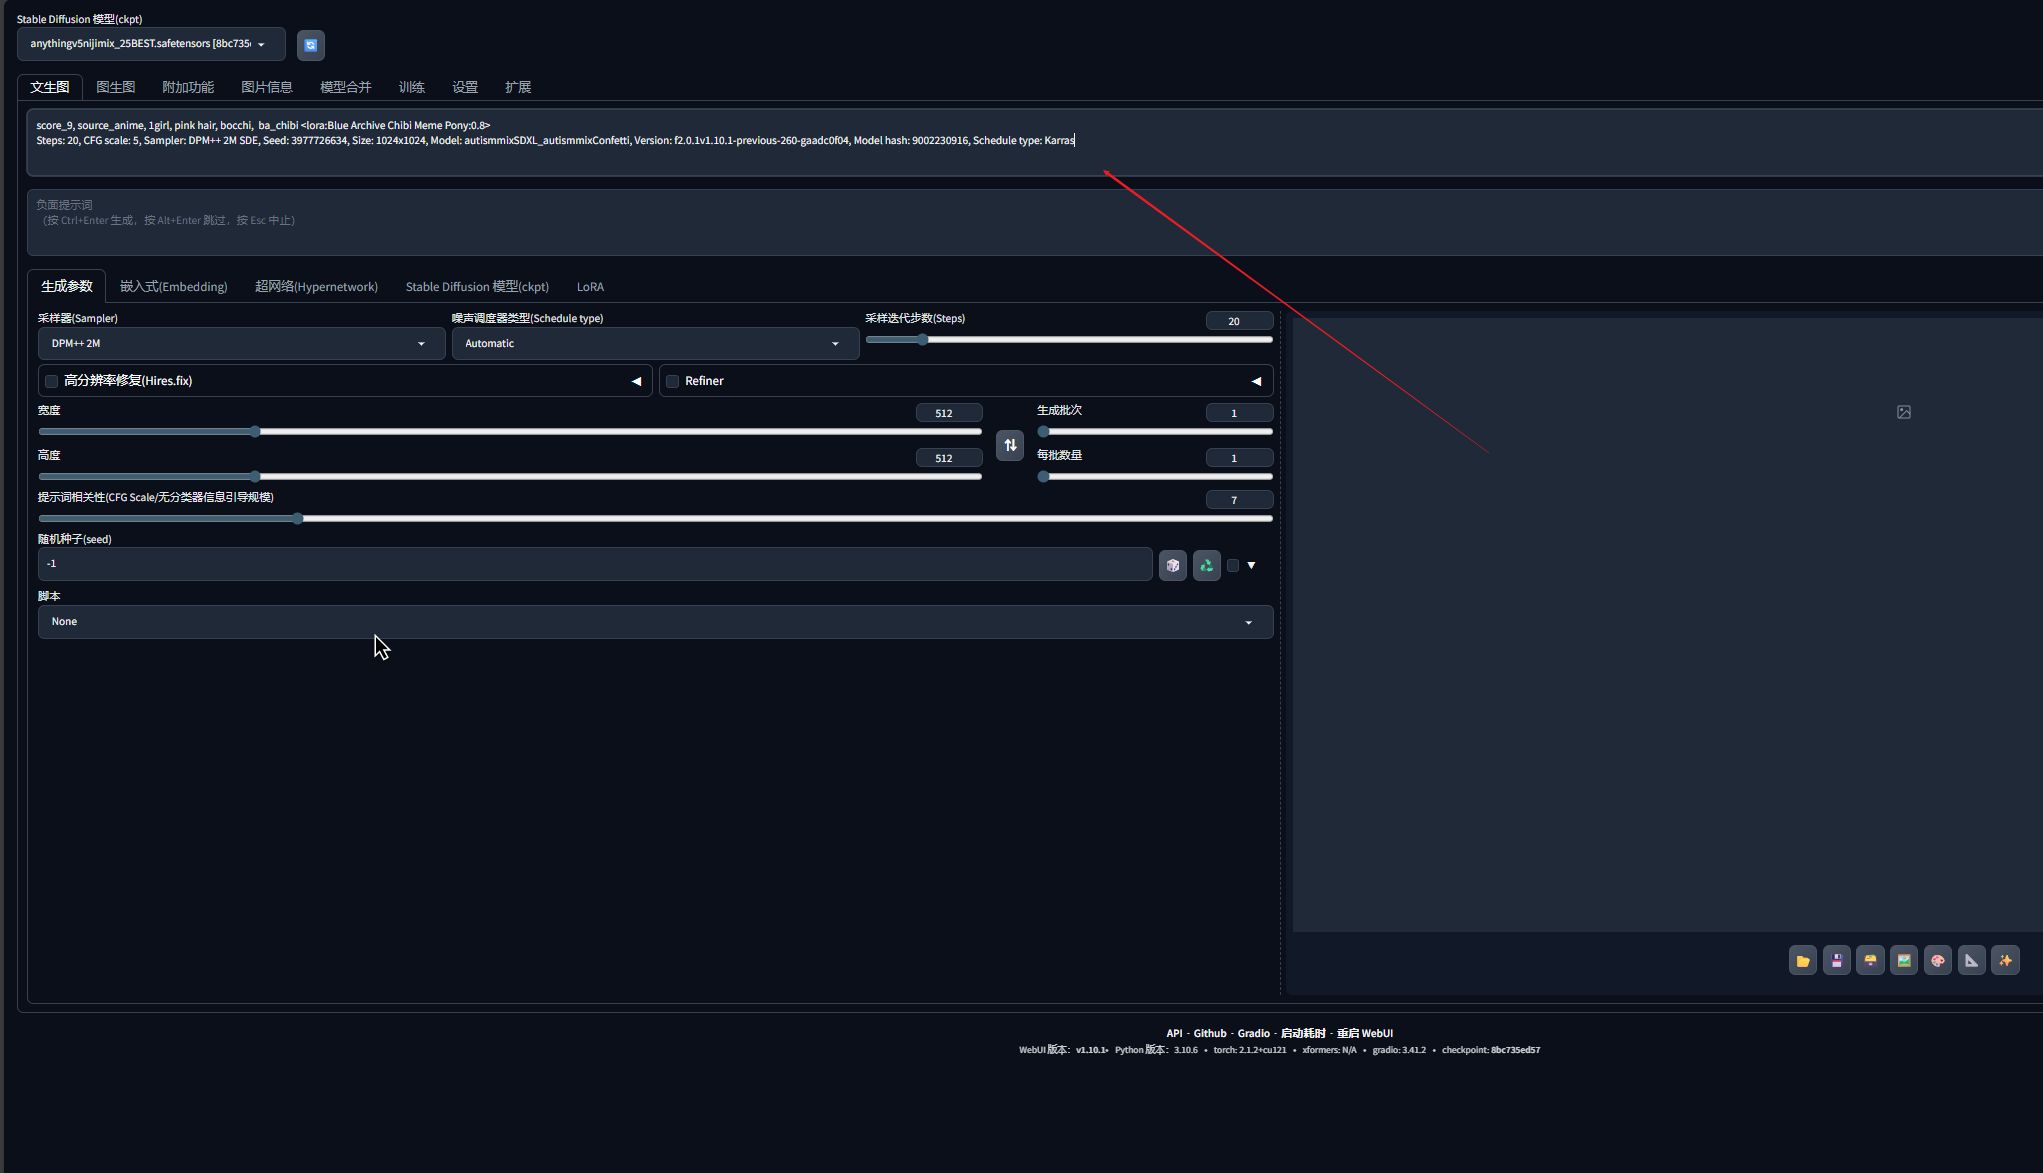 Stable Diffusion 模型(ckpt)
anythingv5nijimix_25BEST.safetensors [8bc735
文生图 图生图 附加功能 图片信息 模型合并 训练 设置 扩展
score_9, source_anime, 1girl, pink hair, bocchi,  ba_chibi <lora:Blue Archive Chibi Meme Pony:0.8>
Steps: 20, CFG scale: 5, Sampler: DPM++ 2M SDE, Seed: 3977726634, Size: 1024x1024, Model: autismmixSDXL_autismmixConfetti, Version: f2.0.1v1.10.1-previous-260-gaadc0f04, Model hash: 9002230916, Schedule type: Karras
负面提示词
（按 Ctrl+Enter 生成，按 Alt+Enter 跳过，按 Esc 中止）
生成参数 嵌入式(Embedding) 超网络(Hypernetwork) Stable Diffusion 模型(ckpt) LoRA
采样器(Sampler) 噪声调度器类型(Schedule type) 采样迭代步数(Steps) 20
DPM++ 2M Automatic
高分辨率修复(Hires.fix) Refiner
宽度 512 生成批次 1
高度 512 每批数量 1
提示词相关性(CFG Scale/无分类器信息引导规模) 7
随机种子(seed)
-1
脚本
None
API · Github · Gradio · 启动耗时 · 重启 WebUI
WebUI 版本： v1.10.1• Python 版本： 3.10.6 • torch: 2.1.2+cu121 • xformers: N/A • gradio: 3.41.2 • checkpoint: 8bc735ed57